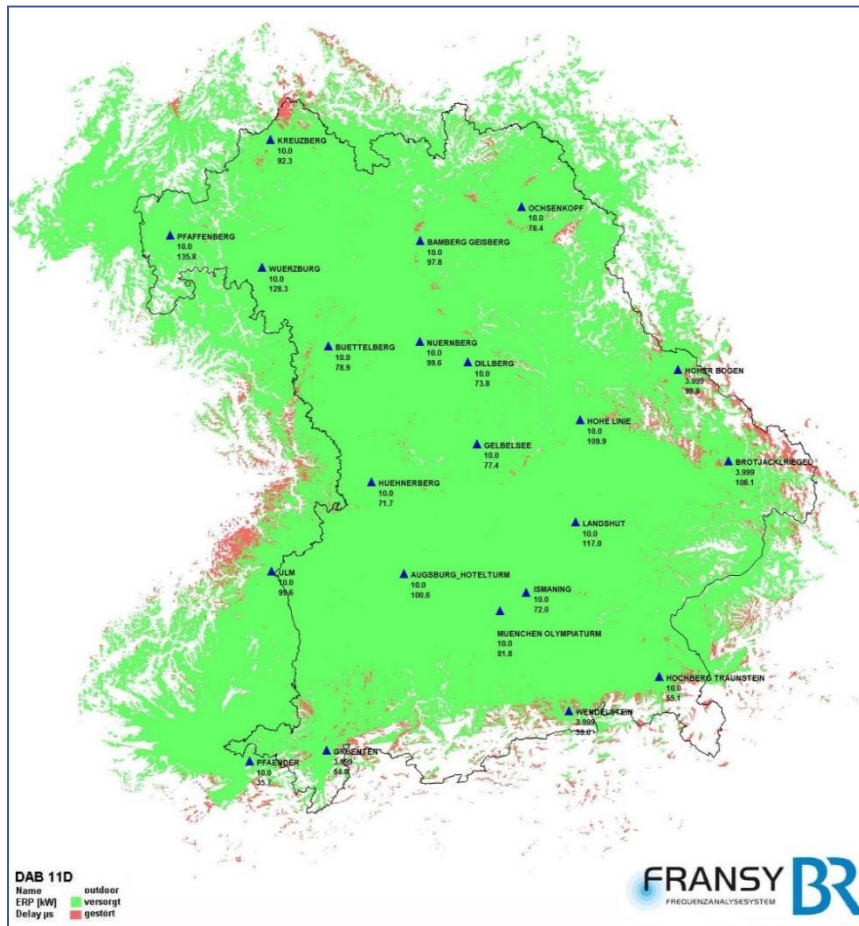 KREUZBERG
10.0
92.3
OCHSENKOPF
10.0
78.4
PFAFFENBERG
10.0
135.8
BAMBERG GEISBERG
10.0
97.8
WUERZBURG
10.0
128.3
BUETTELBERG
10.0
78.9
NUERNBERG
10.0
99.6
DILLBERG
10.0
73.8
HOHER BOGEN
3.999
HOHE LINIE
10.0
109.9
GELBELSEE
10.0
77.4
BROTJACKLRIEGEL
3.999
106.1
HUEHNERBERG
10.0
71.7
LANDSHUT
10.0
117.0
ULM
10.0
99.6
AUGSBURG_HOTELTURM
10.0
100.6
ISMANING
10.0
72.0
MUENCHEN OLYMPIATURM
10.0
81.8
HOCHBERG TRAUNSTEIN
10.0
55.1
WENDELSTEIN
3.999
GRUENTEN
3.999
PFAENDER
10.0
35.7
DAB 11D
Name outdoor
ERP [kW] versorgt
Delay µs gestört
FRANSY
FREQUENZANALYSESYSTEM
BR